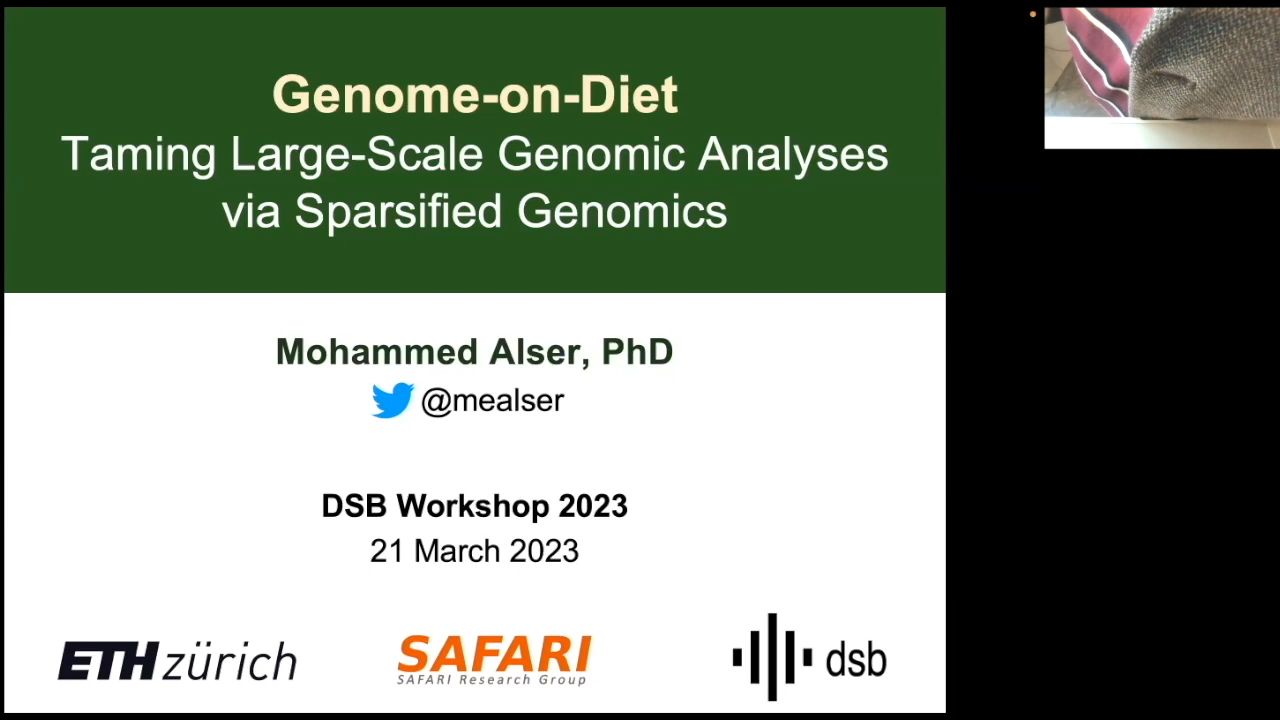 Genome-on-Diet
Taming Large-Scale Genomic Analyses
via Sparsified Genomics
Mohammed Alser, PhD
@mealser
DSB Workshop 2023
21 March 2023
ETH zürich
SAFARI
SAFARI Research Group
dsb